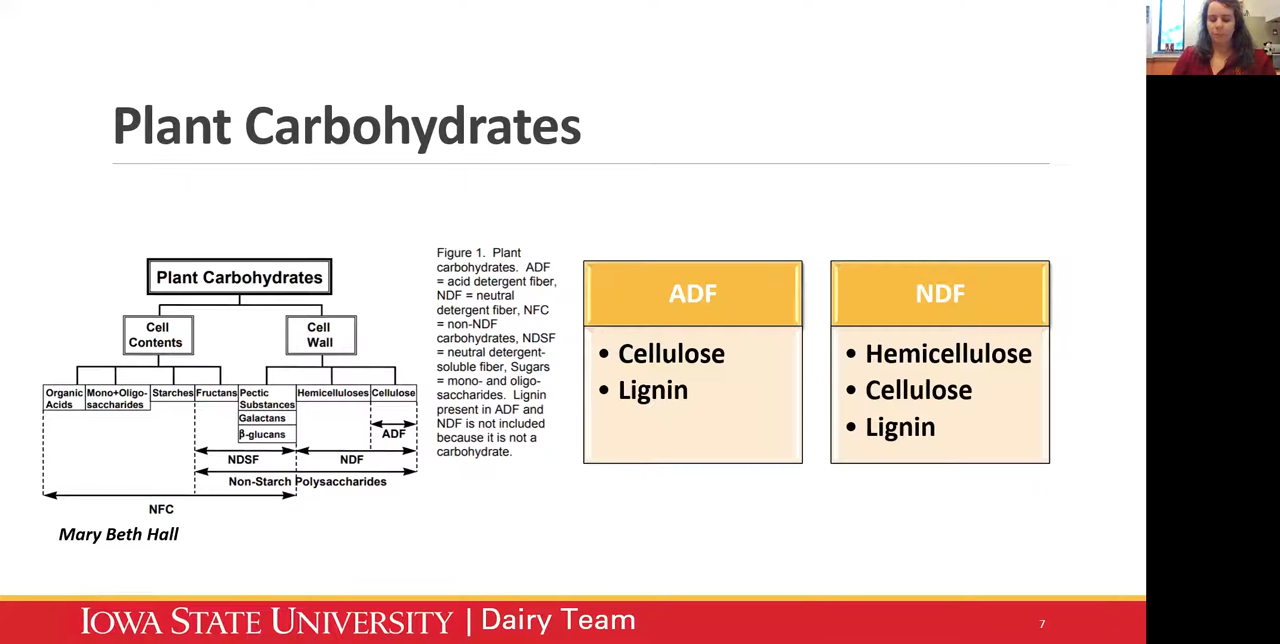 Plant Carbohydrates
Plant Carbohydrates
Cell
Contents
Cell
Wall
Organic
Acids
Mono+Oligo-
saccharides
Starches
Fructans
Pectic
Substances
Galactans
β-glucans
Hemicelluloses
Cellulose
ADF
NDSF
NDF
Non-Starch Polysaccharides
NFC
Mary Beth Hall
Figure 1. Plant
carbohydrates. ADF
= acid detergent fiber,
NDF = neutral
detergent fiber, NFC
= non-NDF
carbohydrates, NDSF
= neutral detergent-
soluble fiber, Sugars
= mono- and oligo-
saccharides. Lignin
present in ADF and
NDF is not included
because it is not a
carbohydrate.
ADF
• Cellulose
• Lignin
NDF
• Hemicellulose
• Cellulose
• Lignin
IOWA STATE UNIVERSITY | Dairy Team
7